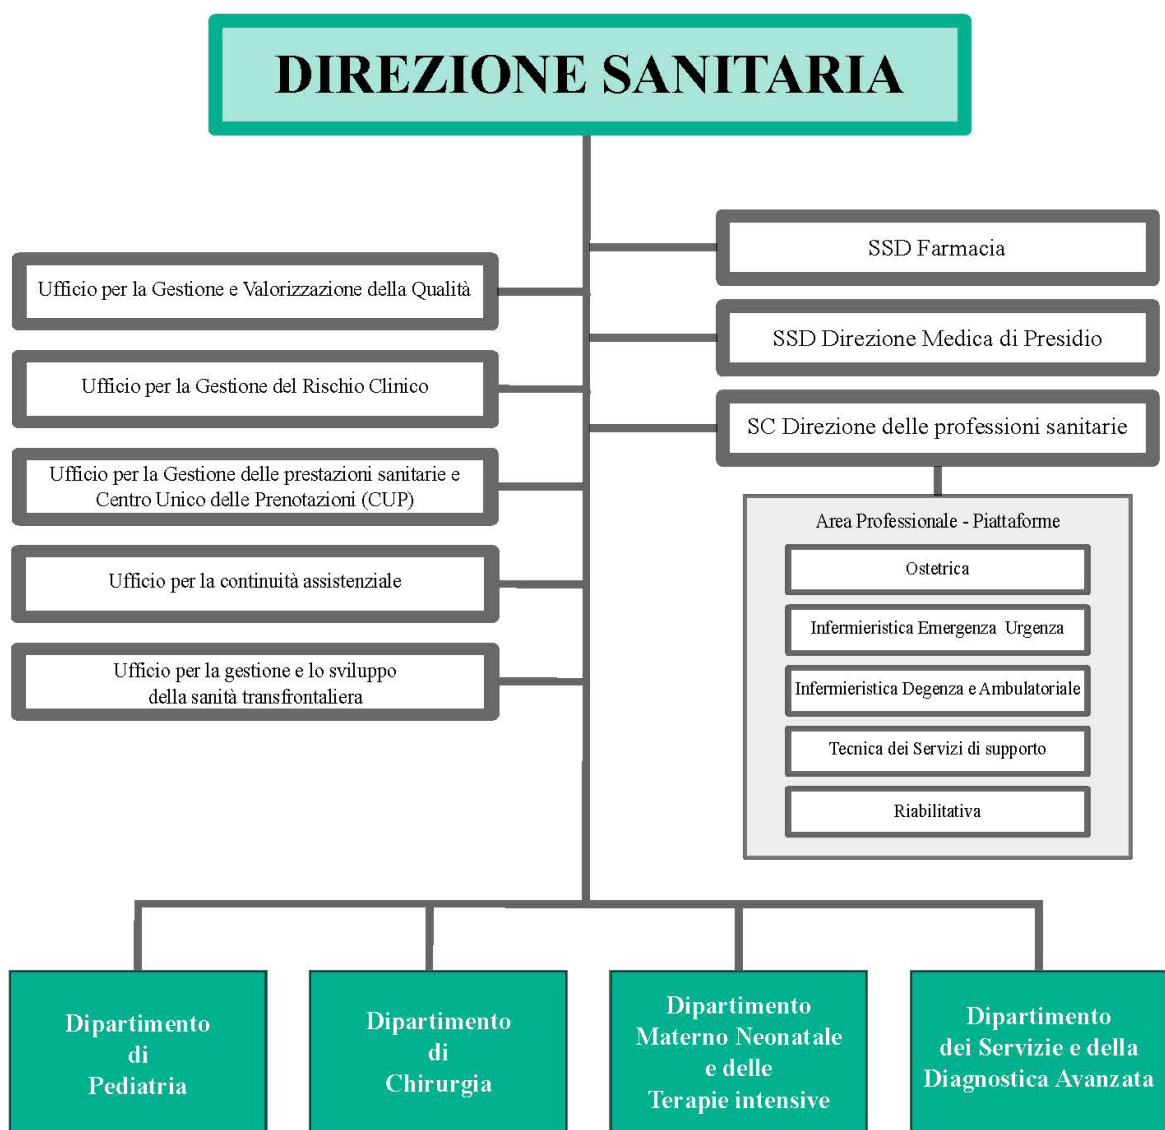 DIREZIONE SANITARIA
SSD Farmacia
SSD Direzione Medica di Presidio
SC Direzione delle professioni sanitarie
Ufficio per la Gestione e Valorizzazione della Qualità
Ufficio per la Gestione del Rischio Clinico
Ufficio per la Gestione delle prestazioni sanitarie e
Centro Unico delle Prenotazioni (CUP)
Ufficio per la continuità assistenziale
Ufficio per la gestione e lo sviluppo
della sanità transfrontaliera
Area Professionale - Piattaforme
Ostetrica
Infermieristica Emergenza Urgenza
Infermieristica Degenza e Ambulatoriale
Tecnica dei Servizi di supporto
Riabilitativa
Dipartimento
di
Pediatria
Dipartimento
di
Chirurgia
Dipartimento
Materno Neonatale
e delle
Terapie intensive
Dipartimento
dei Servizie e della
Diagnostica Avanzata